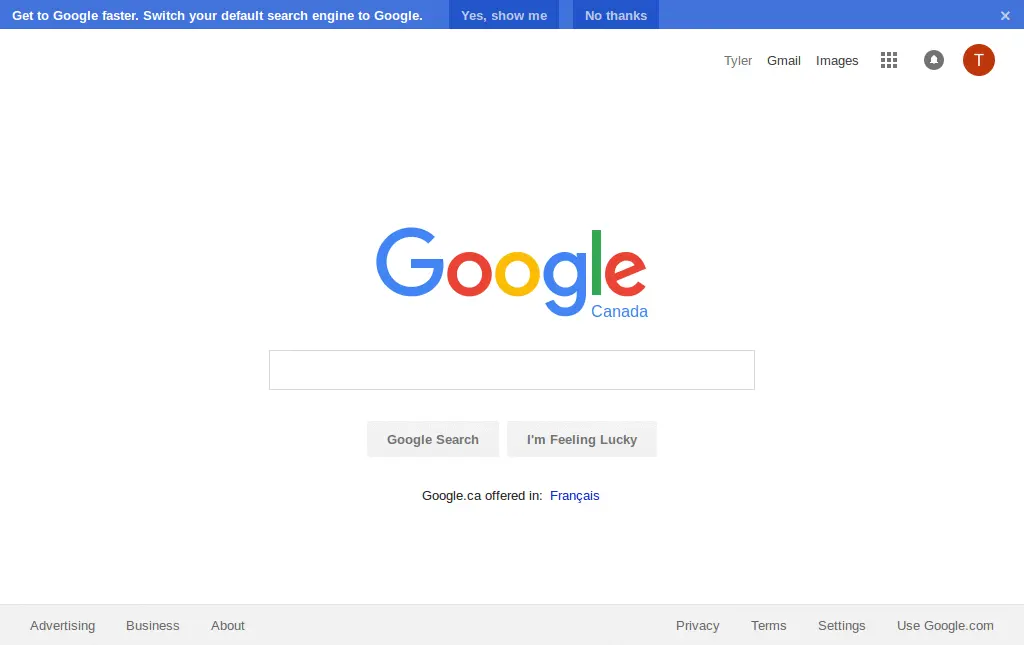 Get to Google faster. Switch your default search engine to Google. Yes, show me No thanks ×
Tyler Gmail Images T
Google
Canada
Google Search I'm Feeling Lucky
Google.ca offered in: Français
Advertising Business About Privacy Terms Settings Use Google.com